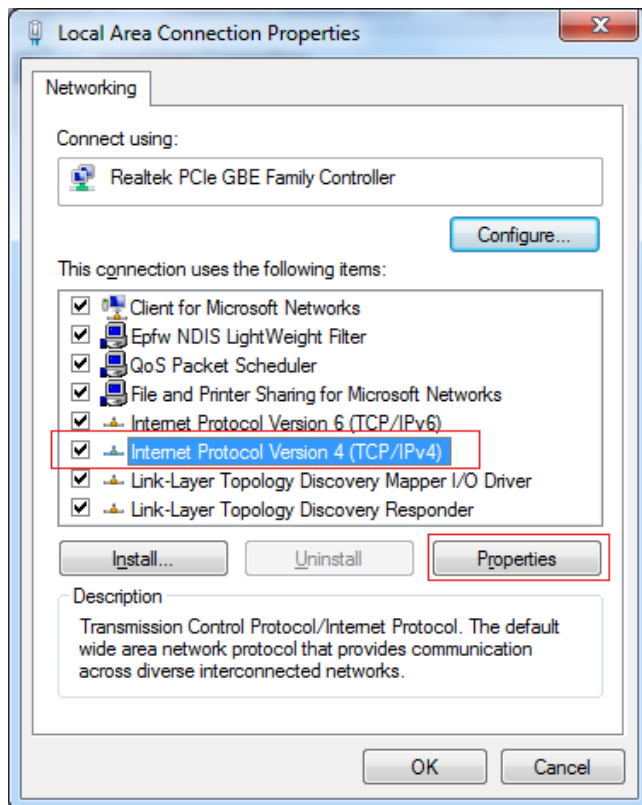 Local Area Connection Properties
Networking
Connect using:
Realtek PCIe GBE Family Controller
Configure...
This connection uses the following items:
Client for Microsoft Networks
Epfw NDIS LightWeight Filter
QoS Packet Scheduler
File and Printer Sharing for Microsoft Networks
Internet Protocol Version 6 (TCP/IPv6)
Internet Protocol Version 4 (TCP/IPv4)
Link-Layer Topology Discovery Mapper I/O Driver
Link-Layer Topology Discovery Responder
Install... Uninstall Properties
Description
Transmission Control Protocol/Internet Protocol. The default
wide area network protocol that provides communication
across diverse interconnected networks.
OK Cancel